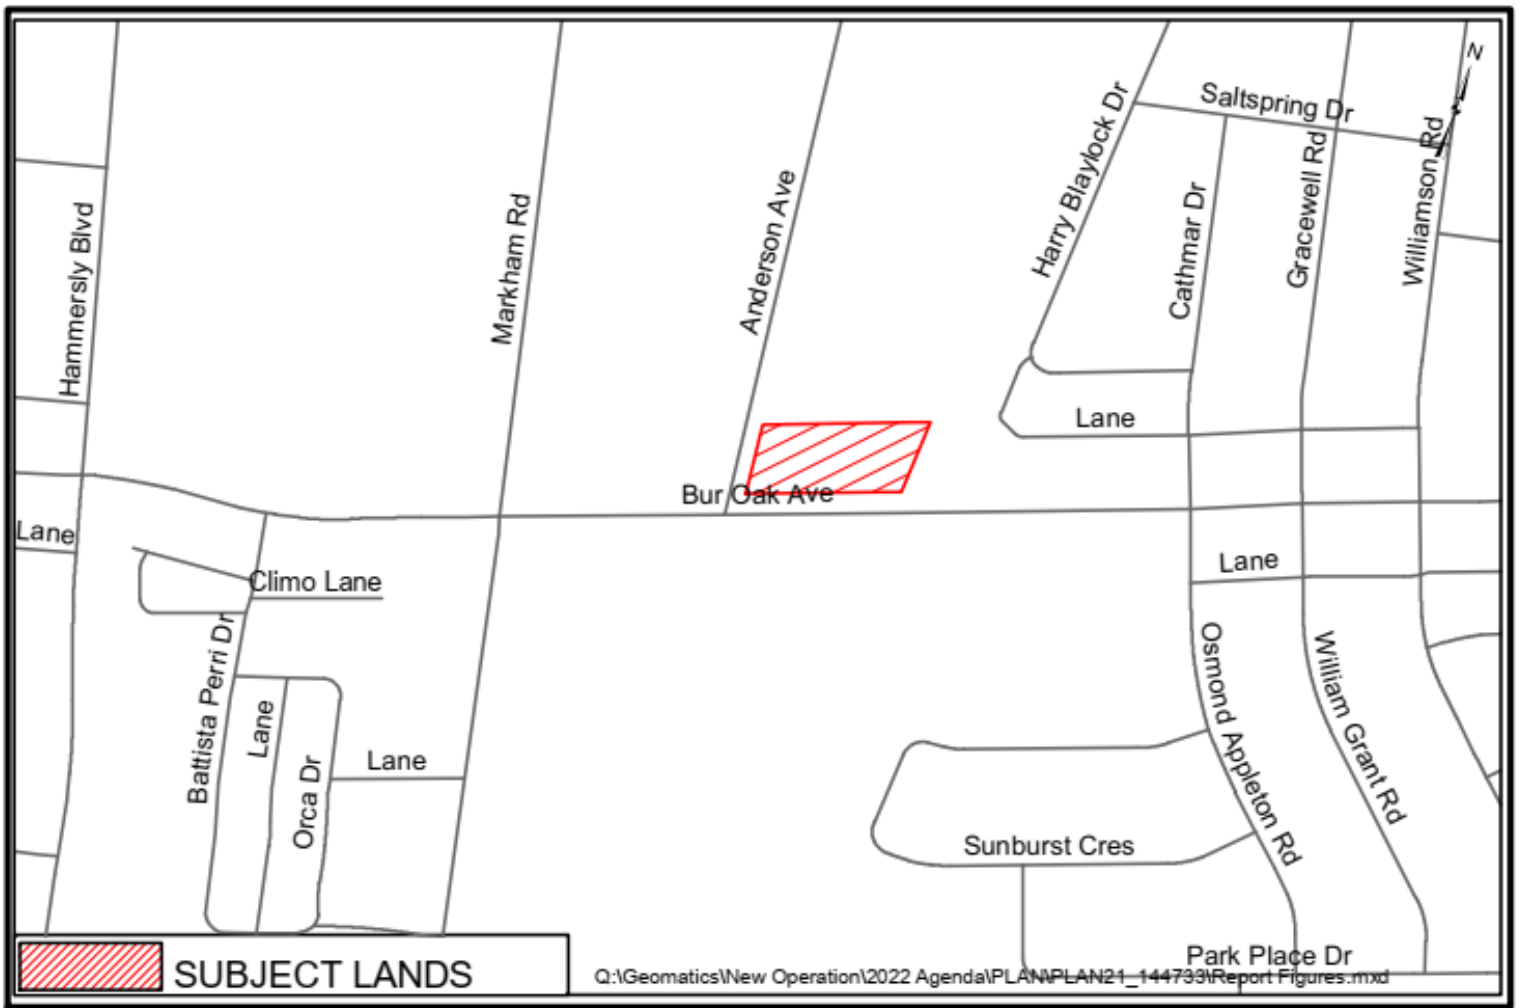 N
Saltspring Dr
Harry Blaylock Dr
Gracewell Rd
Williamson Rd
Cathmar Dr
Anderson Ave
Markham Rd
Hammersly Blvd
Lane
Bur Oak Ave
Lane
Lane
Climo Lane
Battista Perri Dr
Lane
Orca Dr
Lane
Osmond Appleton Rd
William Grant Rd
Sunburst Cres
Park Place Dr
SUBJECT LANDS
Q:\Geomatics\New Operation\2022 Agenda\PLAN\PLAN21_144733\Report Figures.mxd